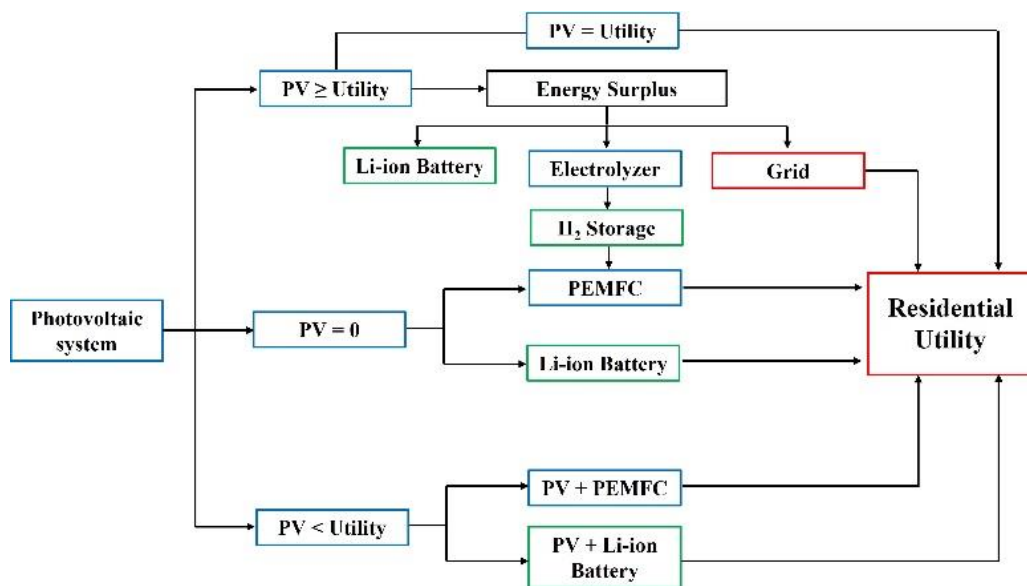 PV = Utility
PV ≥ Utility
Energy Surplus
Li-ion Battery
Electrolyzer
Grid
H₂ Storage
PEMFC
Residential
Utility
Photovoltaic
system
PV = 0
Li-ion Battery
PV + PEMFC
PV < Utility
PV + Li-ion
Battery